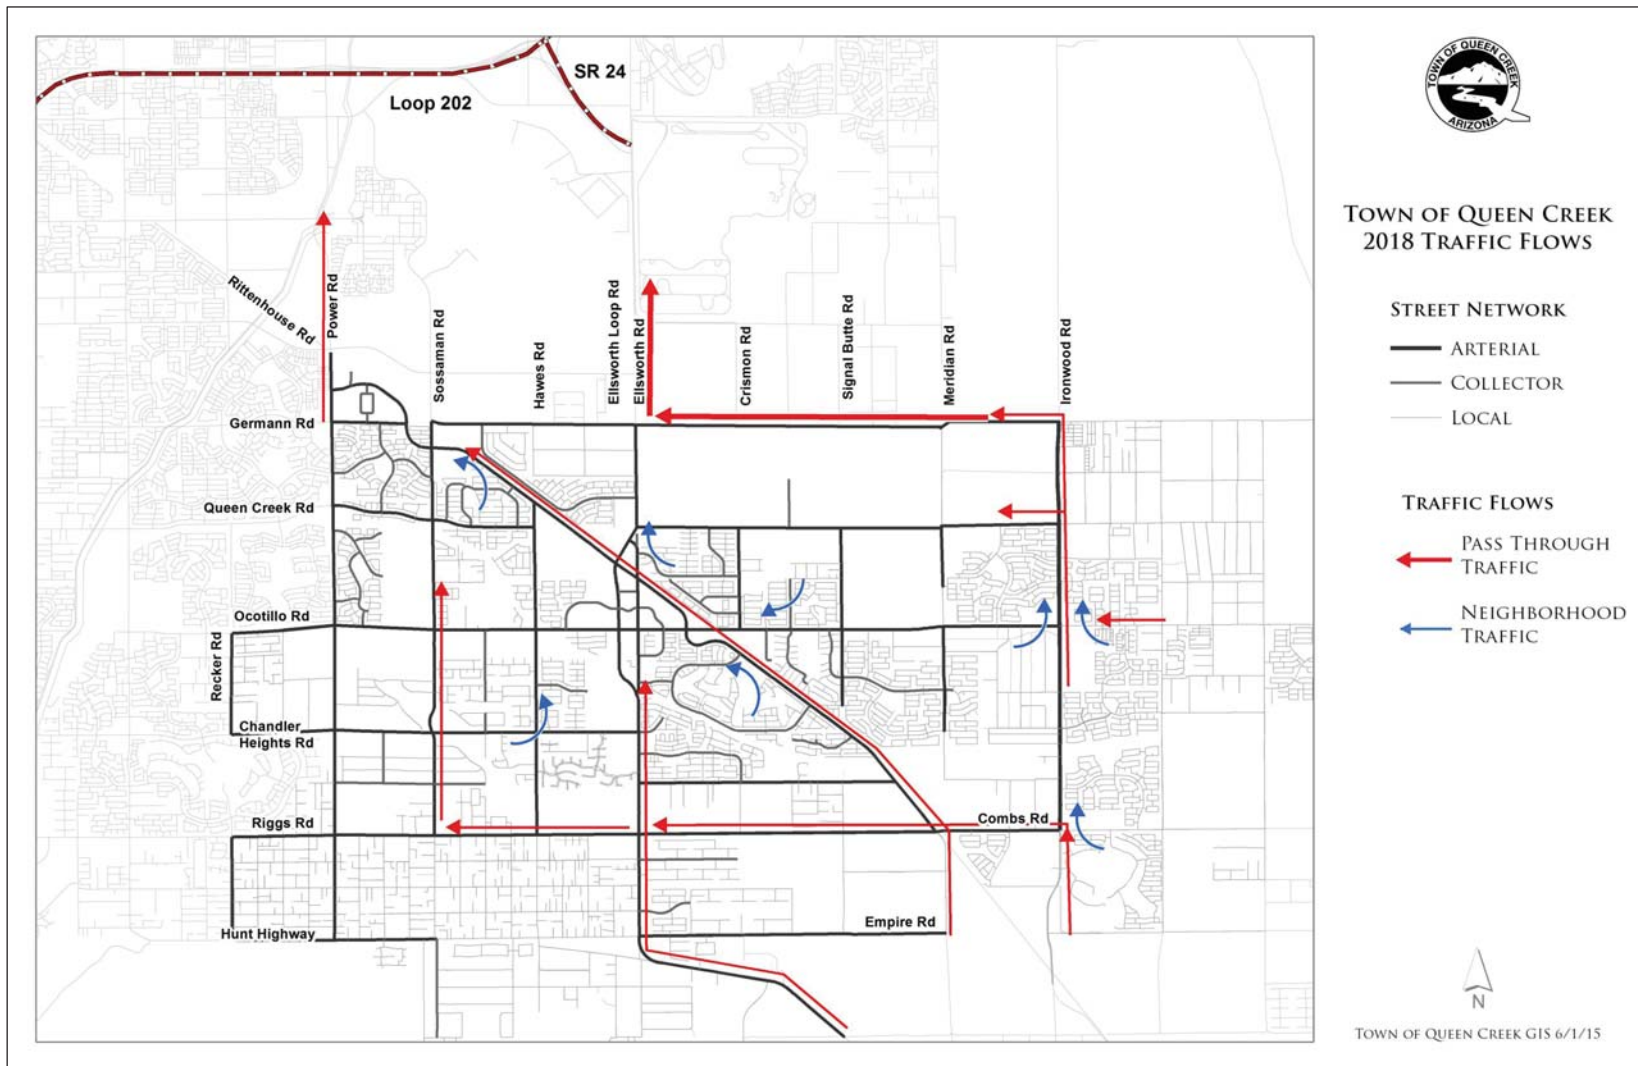 SR 24
Loop 202
Rittenhouse Rd
Power Rd
Sossaman Rd
Hawes Rd
Ellsworth Loop Rd
Ellsworth Rd
Crismon Rd
Signal Butte Rd
Meridian Rd
Ironwood Rd
Germann Rd
Queen Creek Rd
Ocotillo Rd
Recker Rd
Chandler
Heights Rd
Riggs Rd
Combs Rd
Empire Rd
Hunt Highway
TOWN OF QUEEN CREEK
ARIZONA
TOWN OF QUEEN CREEK
2018 TRAFFIC FLOWS
STREET NETWORK
ARTERIAL
COLLECTOR
LOCAL
TRAFFIC FLOWS
PASS THROUGH
TRAFFIC
NEIGHBORHOOD
TRAFFIC
N
TOWN OF QUEEN CREEK GIS 6/1/15